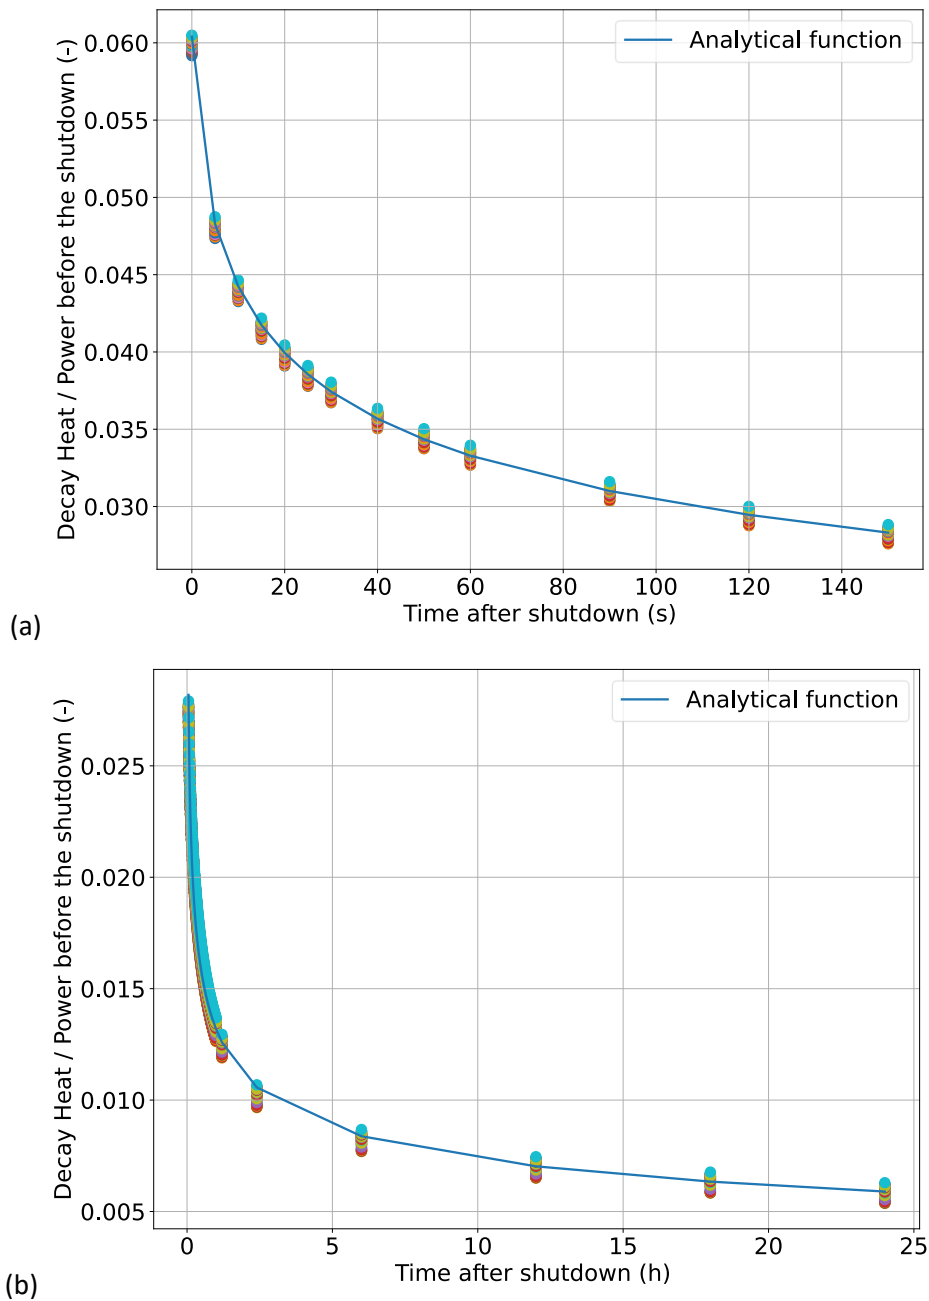 0.060
0.055
0.050
0.045
0.040
0.035
0.030
Decay Heat / Power before the shutdown (-)
Analytical function
0 20 40 60 80 100 120 140
Time after shutdown (s)
(a)
0.025
0.020
0.015
0.010
0.005
Decay Heat / Power before the shutdown (-)
Analytical function
0 5 10 15 20 25
Time after shutdown (h)
(b)